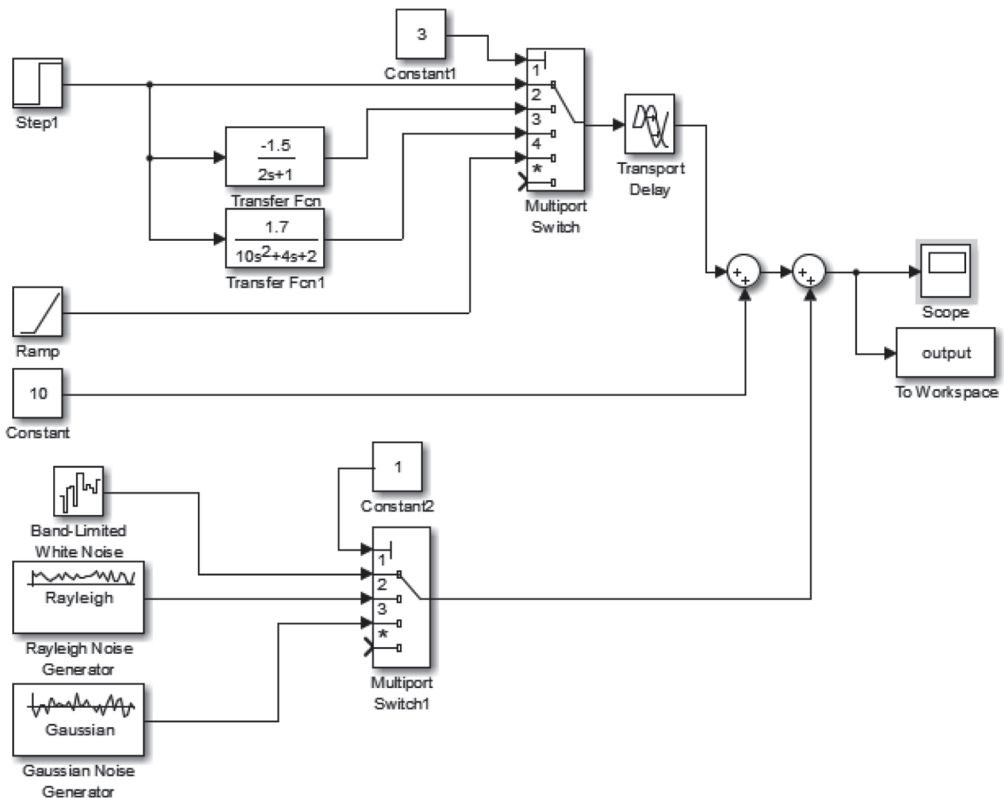 3
Constant1
Step1
1
2
3
4
*
Multiport
Switch
-1.5
2s+1
Transfer Fcn
1.7
10s²+4s+2
Transfer Fcn1
Transport
Delay
Ramp
10
Constant
+
+
+
+
Scope
output
To Workspace
1
Constant2
Band-Limited
White Noise
Rayleigh
Rayleigh Noise
Generator
1
2
3
*
Multiport
Switch1
Gaussian
Gaussian Noise
Generator